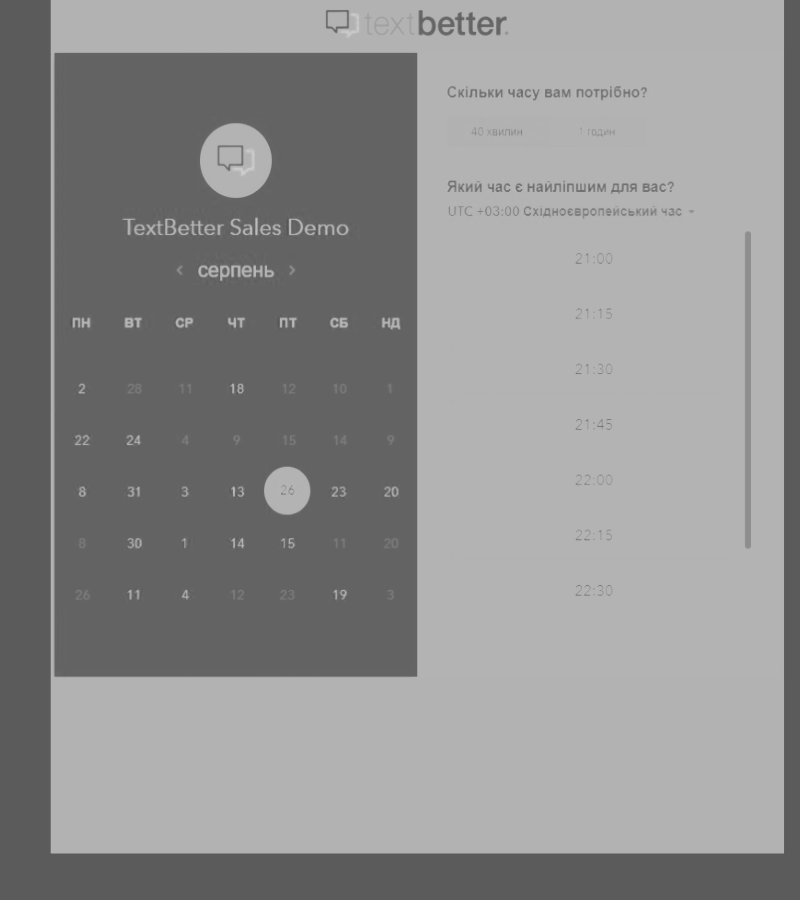 textbetter.
TextBetter Sales Demo
‹ серпень ›
ПН ВТ СР ЧТ ПТ СБ НД
2 28 11 18 12 10 1
22 24 4 9 15 14 9
8 31 3 13 26 23 20
8 30 1 14 15 11 20
26 11 4 12 23 19 3
Скільки часу вам потрібно?
40 хвилин 1 годин
Який час є найліпшим для вас?
UTC +03:00 Східноєвропейський час
21:00
21:15
21:30
21:45
22:00
22:15
22:30